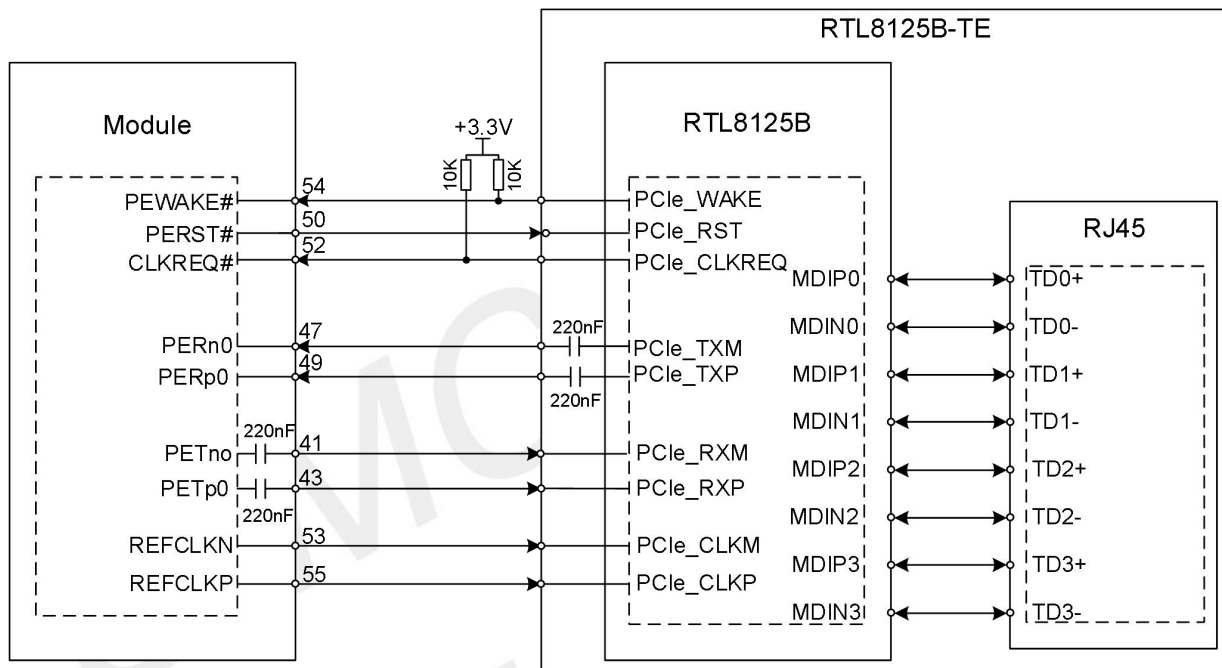 RTL8125B-TE
Module
RTL8125B
+3.3V
10K
10K
RJ45
PEWAKE#
54
PCIe_WAKE
PERST#
50
PCIe_RST
CLKREQ#
52
PCIe_CLKREQ
MDIP0
TD0+
MDIN0
TD0-
PERn0
47
220nF
PCIe_TXM
PERp0
49
220nF
PCIe_TXP
MDIP1
TD1+
MDIN1
TD1-
220nF
PETno
41
PCIe_RXM
MDIP2
TD2+
PETp0
43
PCIe_RXP
220nF
MDIN2
TD2-
REFCLKN
53
PCIe_CLKM
MDIP3
TD3+
REFCLKP
55
PCIe_CLKP
MDIN3
TD3-